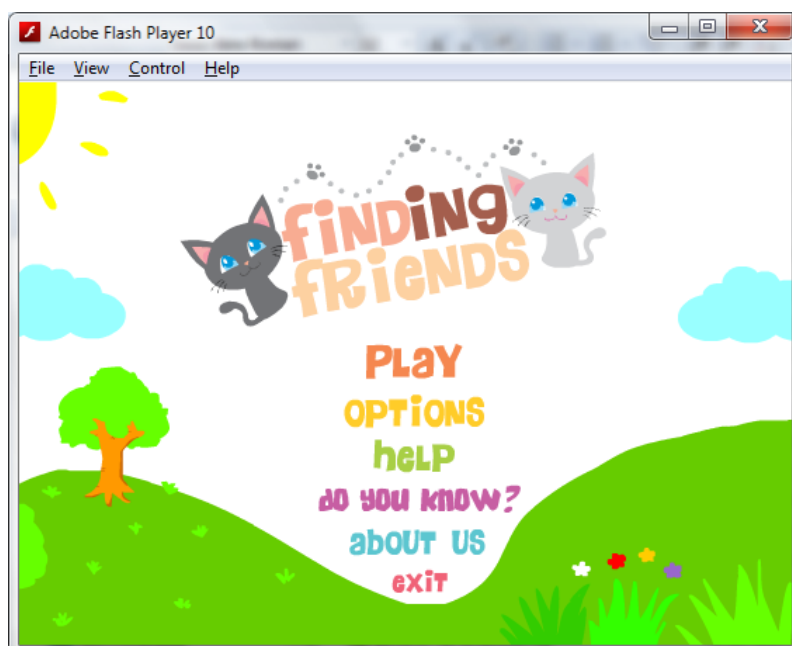 Adobe Flash Player 10
File View Control Help
finding
friends
Play
options
help
do you know?
about us
exit